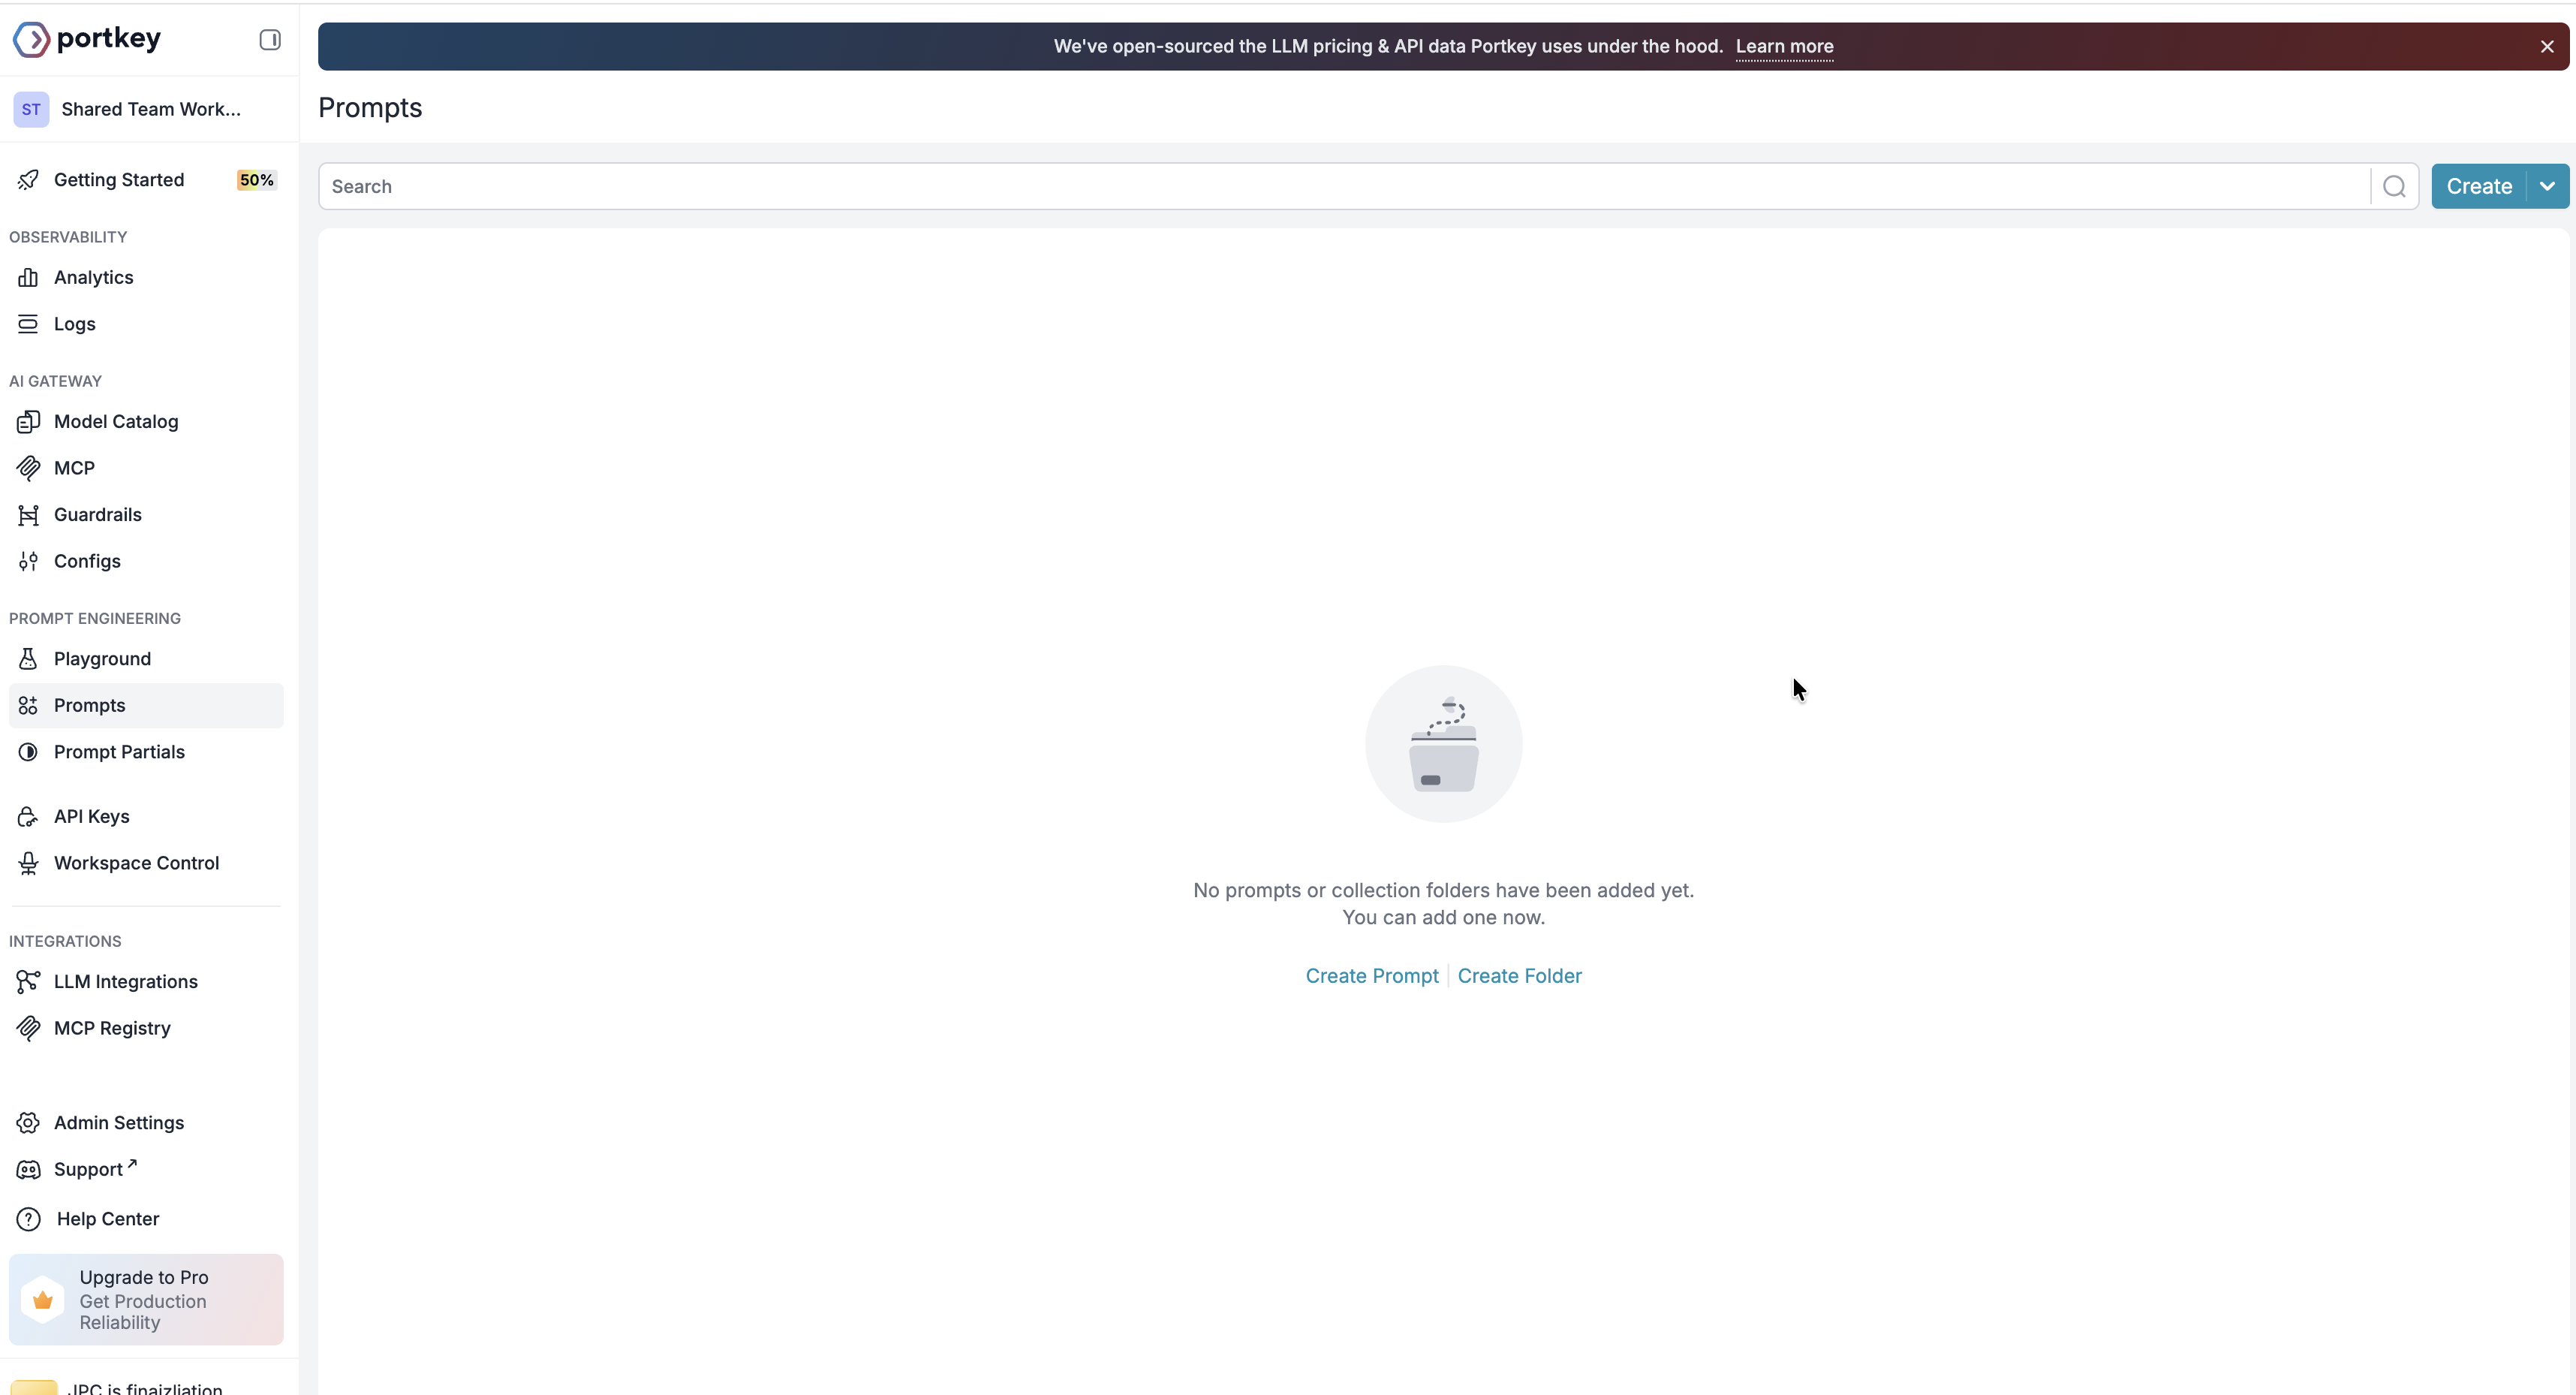 portkey
We've open-sourced the LLM pricing & API data Portkey uses under the hood. Learn more
ST Shared Team Work...
Prompts
Getting Started 50%
Search
Create
OBSERVABILITY
Analytics
Logs
AI GATEWAY
Model Catalog
MCP
Guardrails
Configs
PROMPT ENGINEERING
Playground
Prompts
Prompt Partials
API Keys
Workspace Control
INTEGRATIONS
LLM Integrations
MCP Registry
Admin Settings
Support
Help Center
Upgrade to Pro
Get Production
Reliability
JPC is finaizliation
No prompts or collection folders have been added yet.
You can add one now.
Create Prompt
Create Folder